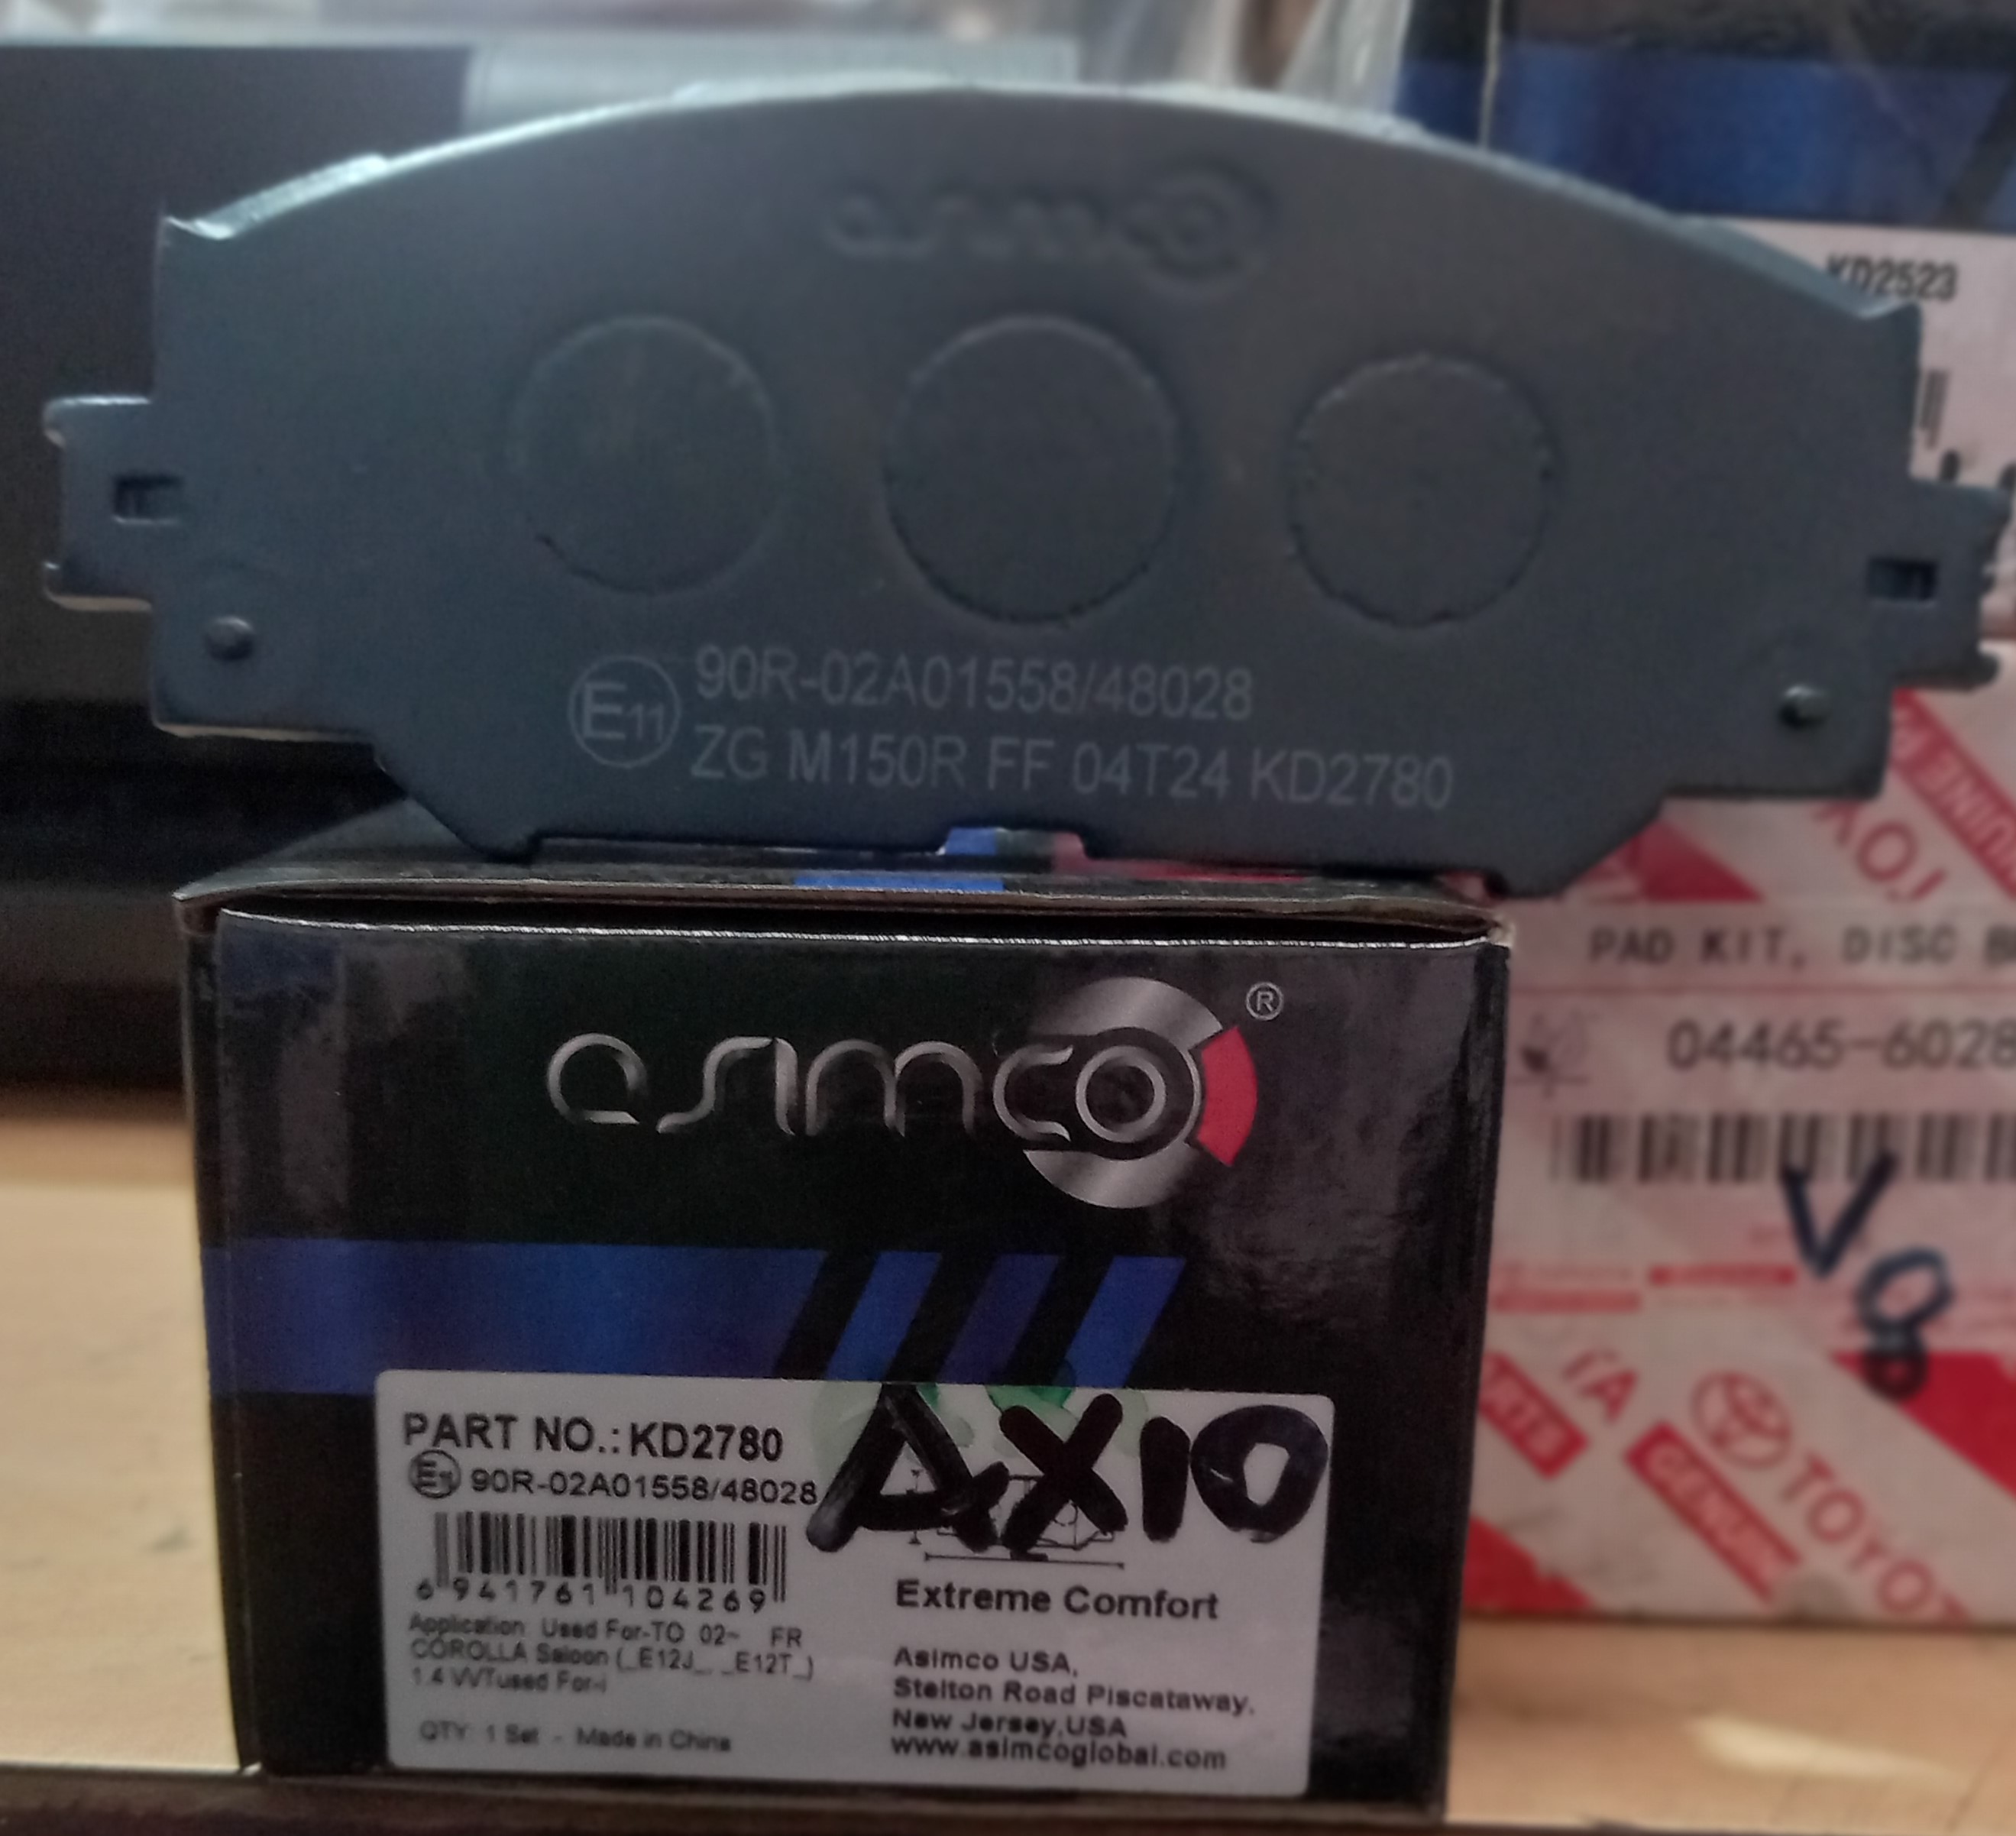 asimco
KD2523
E11 90R-02A01558/48028
ZG M150R FF 04T24 KD2780
asimco ®
PAD KIT, DISC
04465-6028
V8
TOYOTA
GENUINE
PARTS
PART NO.:KD2780
E11 90R-02A01558/48028
AXIO
6 941761 104269
Extreme Comfort
Application Used For-TO 02~ FR
COROLLA Saloon (_E12J_, _E12T_)
1.4 VVTused For-i
QTY 1 Set - Made in China
Asimco USA,
Stelton Road Piscataway,
New Jersey,USA
www.asimcoglobal.com